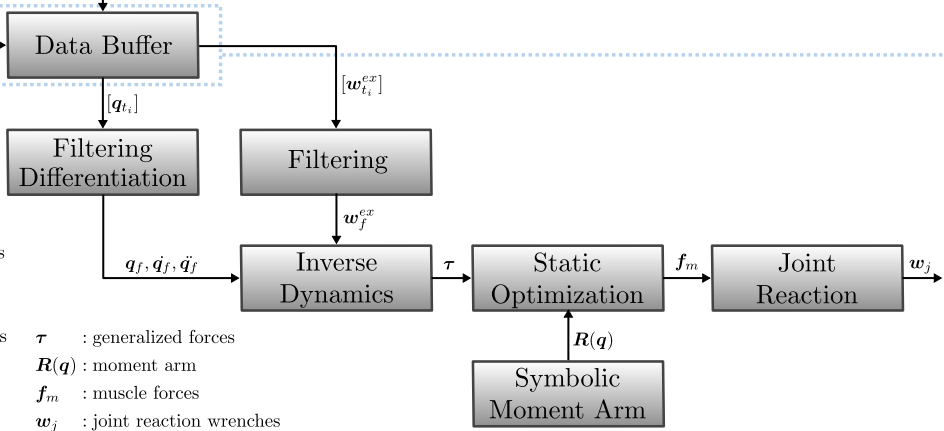 Data Buffer
[q_{t_i}]
[w^{ex}_{t_i}]
Filtering
Differentiation
Filtering
w^{ex}_f
s
q_f, q̇_f, q̈_f
Inverse
Dynamics
τ
Static
Optimization
f_m
Joint
Reaction
w_j
R(q)
Symbolic
Moment Arm
s τ : generalized forces
R(q) : moment arm
f_m : muscle forces
w_j : joint reaction wrenches